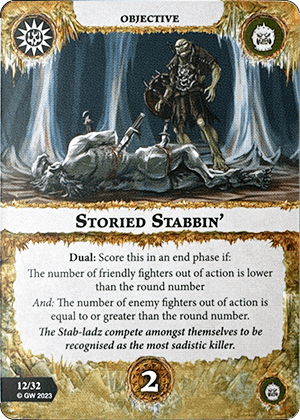 OBJECTIVE
STORIED STABBIN'
Dual: Score this in an end phase if:
The number of friendly fighters out of action is lower
than the round number
And: The number of enemy fighters out of action is
equal to or greater than the round number.
The Stab-ladz compete amongst themselves to be
recognised as the most sadistic killer.
12/32
© GW 2023
2